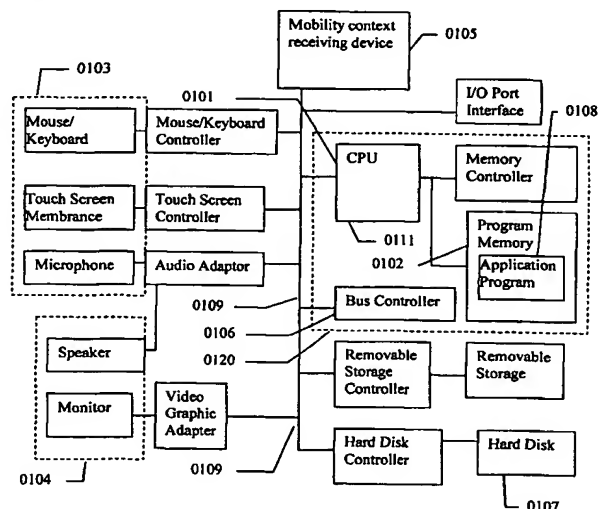 Mobility context
receiving device
0105
0103
0101
I/O Port
Interface
0108
Mouse/
Keyboard
Mouse/Keyboard
Controller
CPU
Memory
Controller
Touch Screen
Membrance
Touch Screen
Controller
0111
0102
Program
Memory
Application
Program
Microphone
Audio Adaptor
0109
Bus Controller
0106
0120
Speaker
Removable
Storage
Controller
Removable
Storage
Monitor
Video
Graphic
Adapter
Hard Disk
Controller
Hard Disk
0104
0109
0107